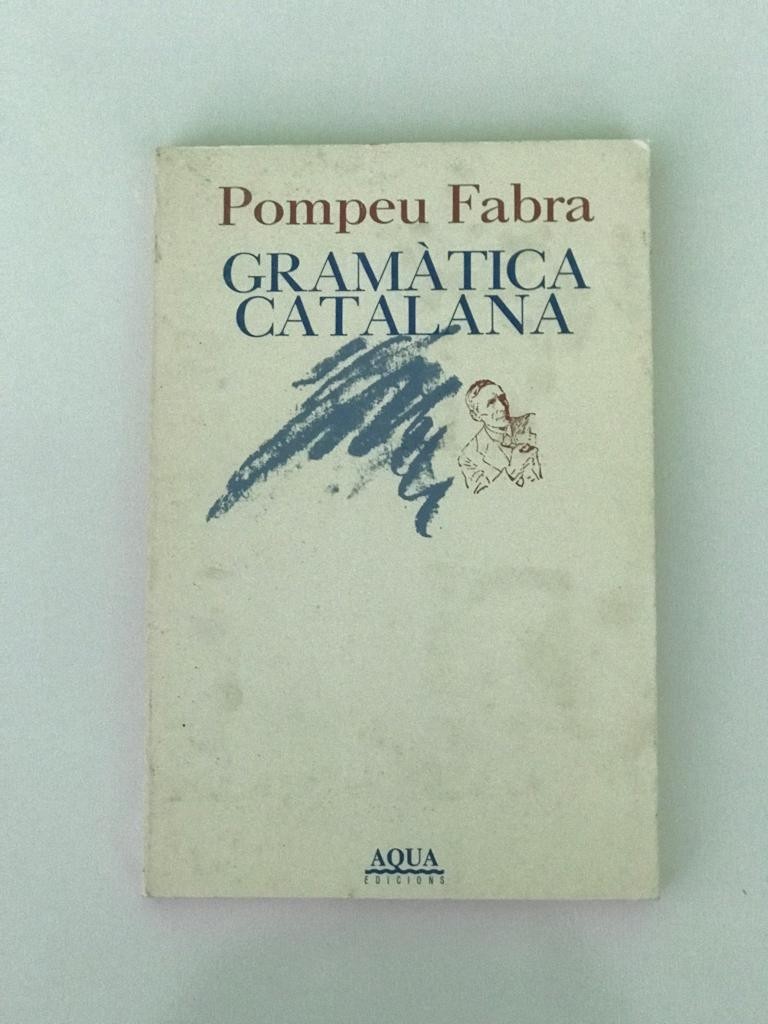 Pompeu Fabra
GRAMÀTICA
CATALANA
AQUA
EDICIONS